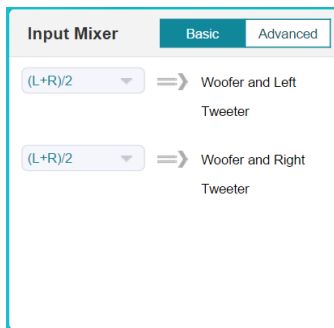 Input Mixer
Basic
Advanced
(L+R)/2
Woofer and Left
Tweeter
(L+R)/2
Woofer and Right
Tweeter